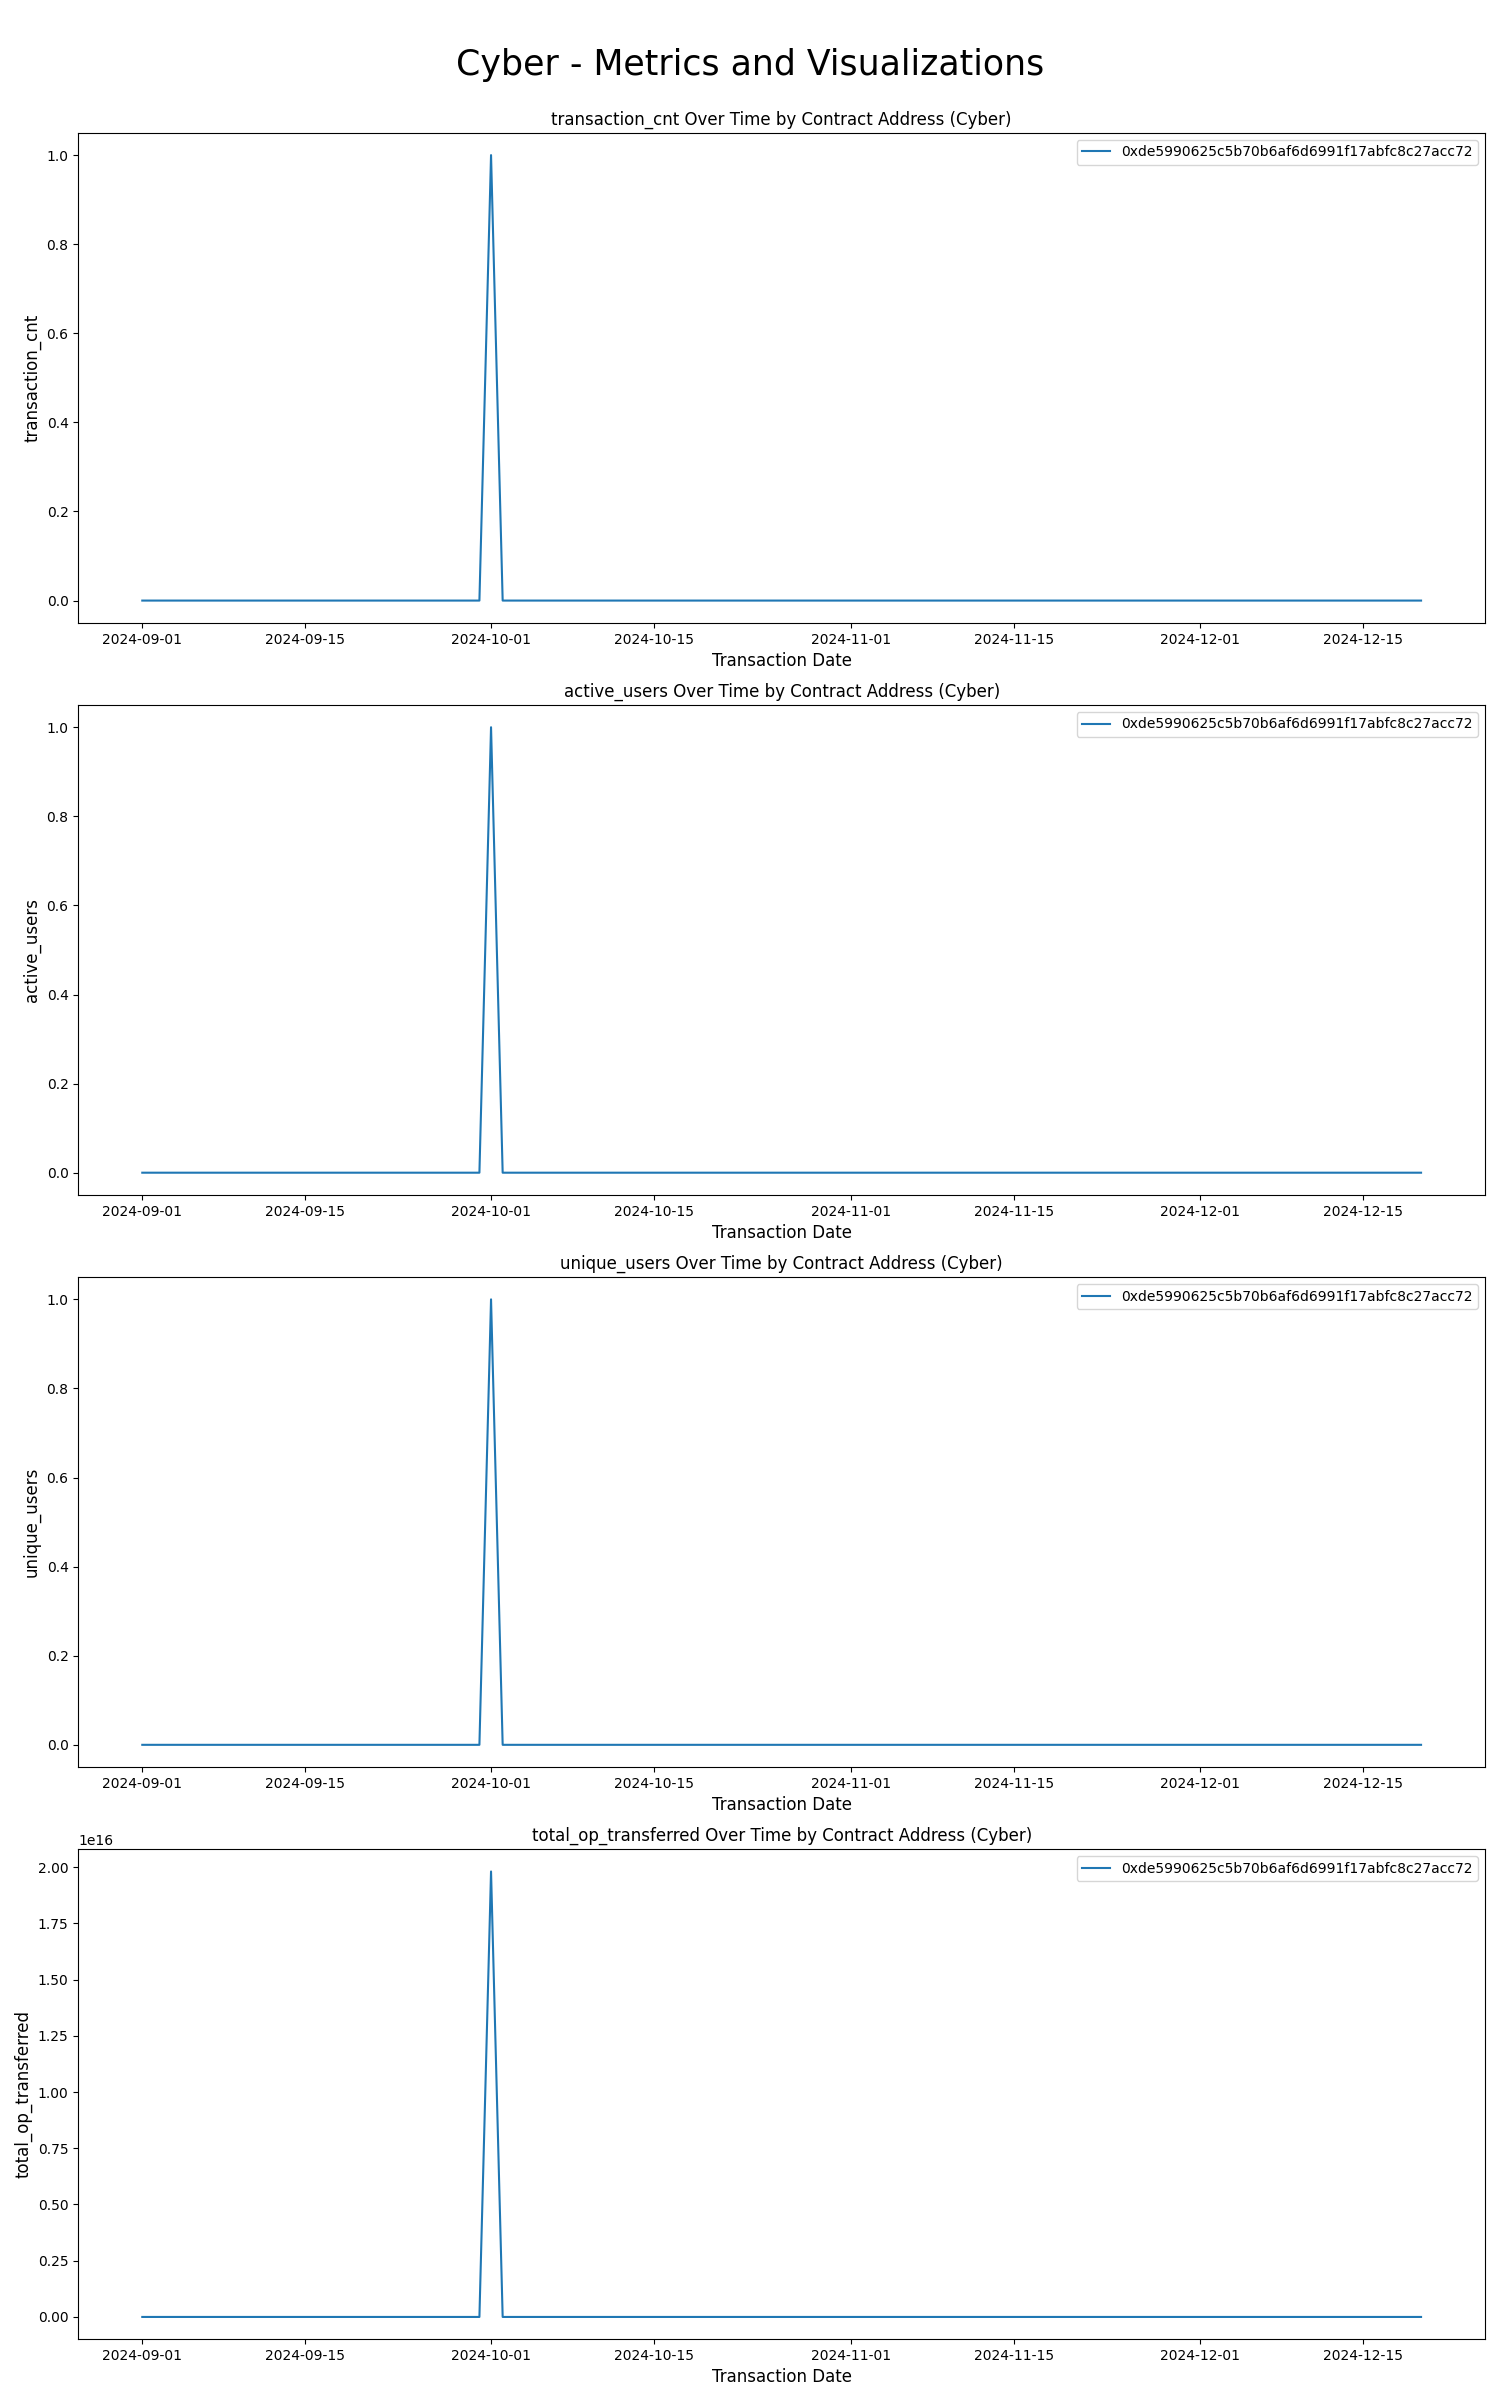 Cyber - Metrics and Visualizations
transaction_cnt Over Time by Contract Address (Cyber)
0xde5990625c5b70b6af6d6991f17abfc8c27acc72
1.0
0.8
0.6
0.4
0.2
0.0
transaction_cnt
2024-09-01 2024-09-15 2024-10-01 2024-10-15 2024-11-01 2024-11-15 2024-12-01 2024-12-15
Transaction Date
active_users Over Time by Contract Address (Cyber)
0xde5990625c5b70b6af6d6991f17abfc8c27acc72
1.0
0.8
0.6
0.4
0.2
0.0
active_users
2024-09-01 2024-09-15 2024-10-01 2024-10-15 2024-11-01 2024-11-15 2024-12-01 2024-12-15
Transaction Date
unique_users Over Time by Contract Address (Cyber)
0xde5990625c5b70b6af6d6991f17abfc8c27acc72
1.0
0.8
0.6
0.4
0.2
0.0
unique_users
2024-09-01 2024-09-15 2024-10-01 2024-10-15 2024-11-01 2024-11-15 2024-12-01 2024-12-15
Transaction Date
total_op_transferred Over Time by Contract Address (Cyber)
1e16
0xde5990625c5b70b6af6d6991f17abfc8c27acc72
2.00
1.75
1.50
1.25
1.00
0.75
0.50
0.25
0.00
total_op_transferred
2024-09-01 2024-09-15 2024-10-01 2024-10-15 2024-11-01 2024-11-15 2024-12-01 2024-12-15
Transaction Date